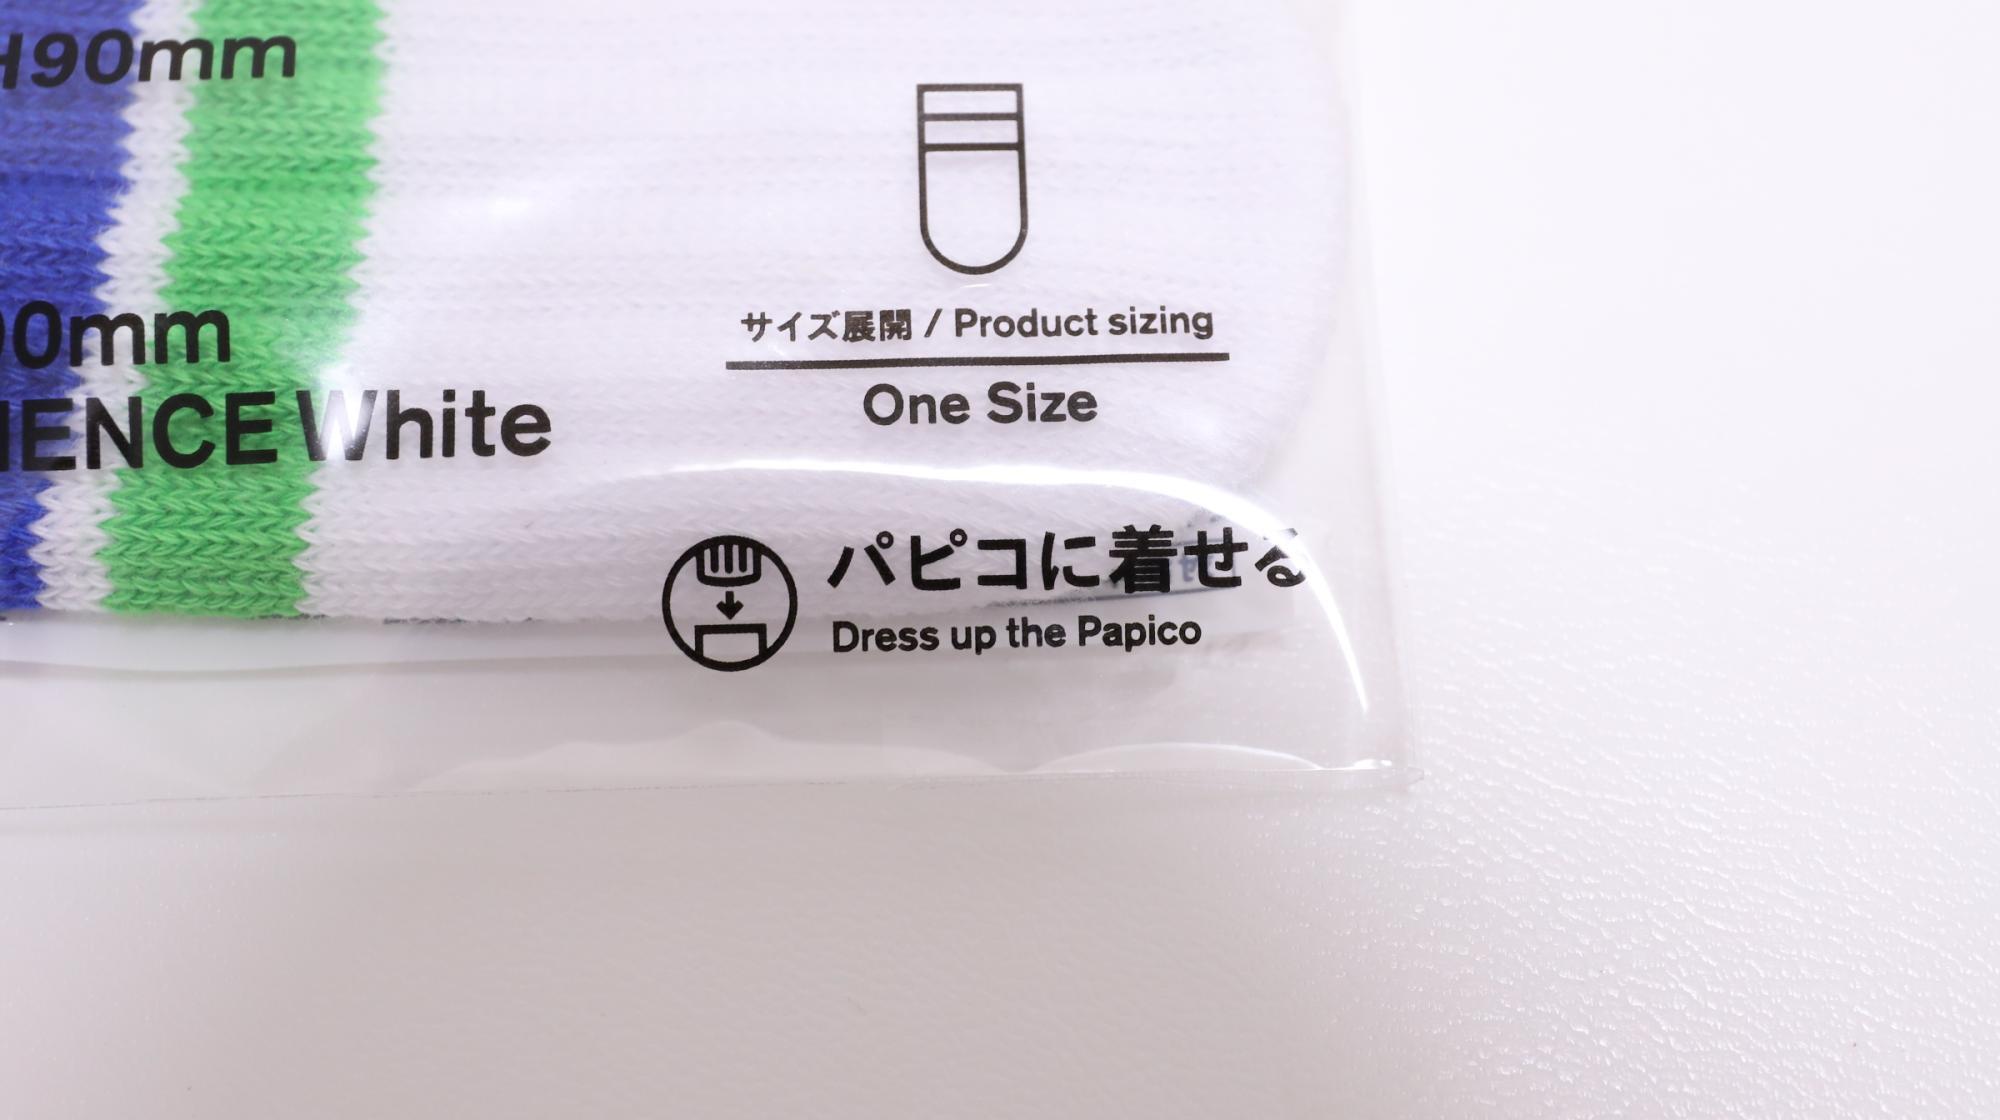 H90mm
サイズ展開 / Product sizing
One Size
00mm
IENCE White
パピコに着せる
Dress up the Papico